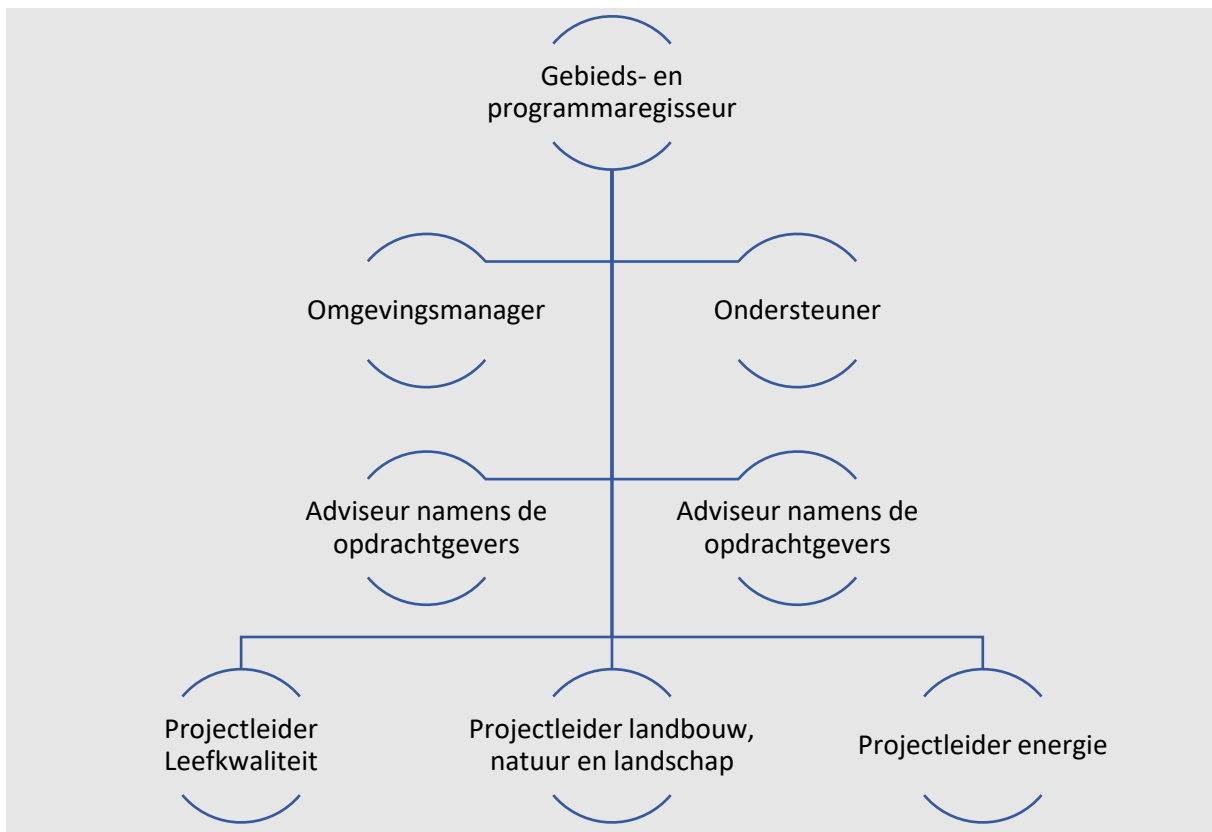 Gebieds- en
programmaregisseur
Omgevingsmanager
Ondersteuner
Adviseur namens de
opdrachtgevers
Adviseur namens de
opdrachtgevers
Projectleider
Leefkwaliteit
Projectleider landbouw,
natuur en landschap
Projectleider energie